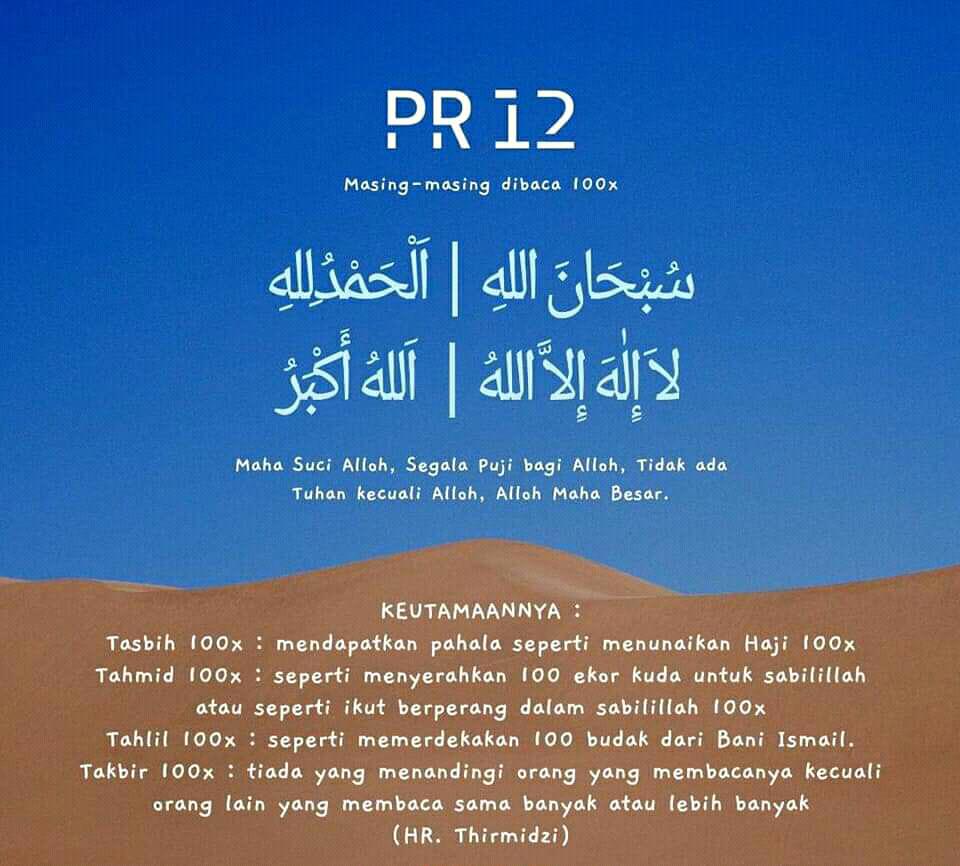 PR 12
Masing-masing dibaca 100x
سُبْحَانَ اللهِ | اَلْحَمْدُلِلهِ
لاَ إِلٰهَ إِلاَّ اللهُ | اَللهُ أَكْبَرُ
Maha Suci Alloh, Segala Puji bagi Alloh, Tidak ada
Tuhan kecuali Alloh, Alloh Maha Besar.
KEUTAMAANNYA :
Tasbih 100x : mendapatkan pahala seperti menunaikan Haji 100x
Tahmid 100x : seperti menyerahkan 100 ekor kuda untuk sabilillah
atau seperti ikut berperang dalam sabilillah 100x
Tahlil 100x : seperti memerdekakan 100 budak dari Bani Ismail.
Takbir 100x : tiada yang menandingi orang yang membacanya kecuali
orang lain yang membaca sama banyak atau lebih banyak
(HR. Thirmidzi)